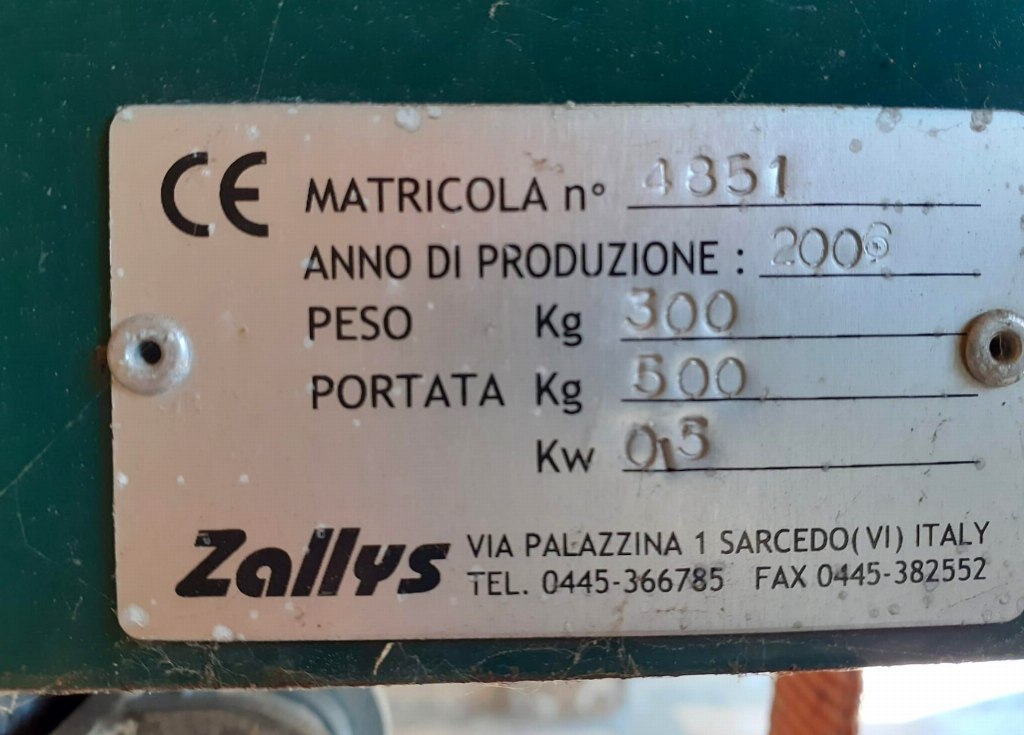 CE MATRICOLA n° 4851
ANNO DI PRODUZIONE : 2006
PESO Kg 300
PORTATA Kg 500
Kw 0,5
Zallys VIA PALAZZINA 1 SARCEDO(VI) ITALY
TEL. 0445-366785 FAX 0445-382552